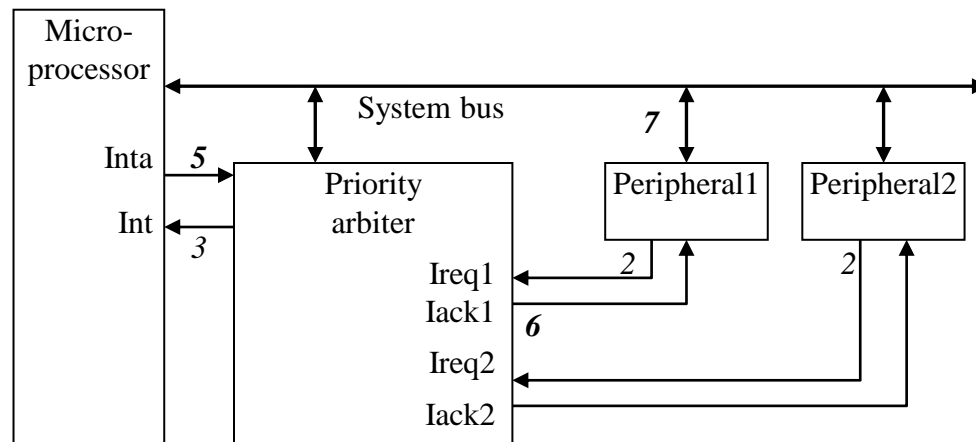 Micro-
processor
System bus
7
Inta
5
Priority
arbiter
Peripheral1
Peripheral2
Int
3
2
2
Ireq1
Iack1
6
Ireq2
Iack2